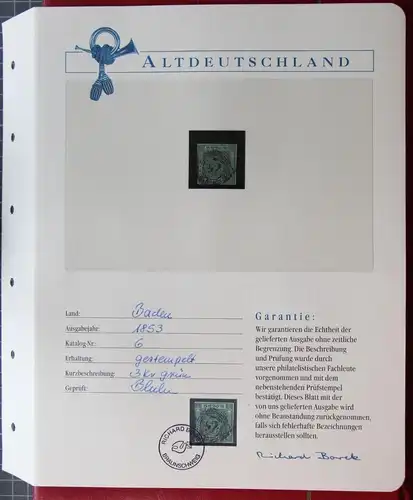 ALTDEUTSCHLAND
Land: Baden
Ausgabejahr: 1853
Katalog-Nr.: 6
Erhaltung: gestempelt
Kurzbeschreibung: 3 Kr grün
Geprüft:
Garantie:
Wir garantieren die Echtheit der
gelieferten Ausgabe ohne zeitliche
Begrenzung. Die Beschreibung
und Prüfung wurde durch
unsere philatelistischen Fachleute
vorgenommen und mit dem
nebenstehenden Prüfstempel
bestätigt. Dieses Blatt mit der
von uns gelieferten Ausgabe wird
ohne Beanstandung zurückgenommen,
falls sich fehlerhafte Bezeichnungen
herausstellen sollten.
RICHARD
BRAUNSCHWEIG
Richard Borek